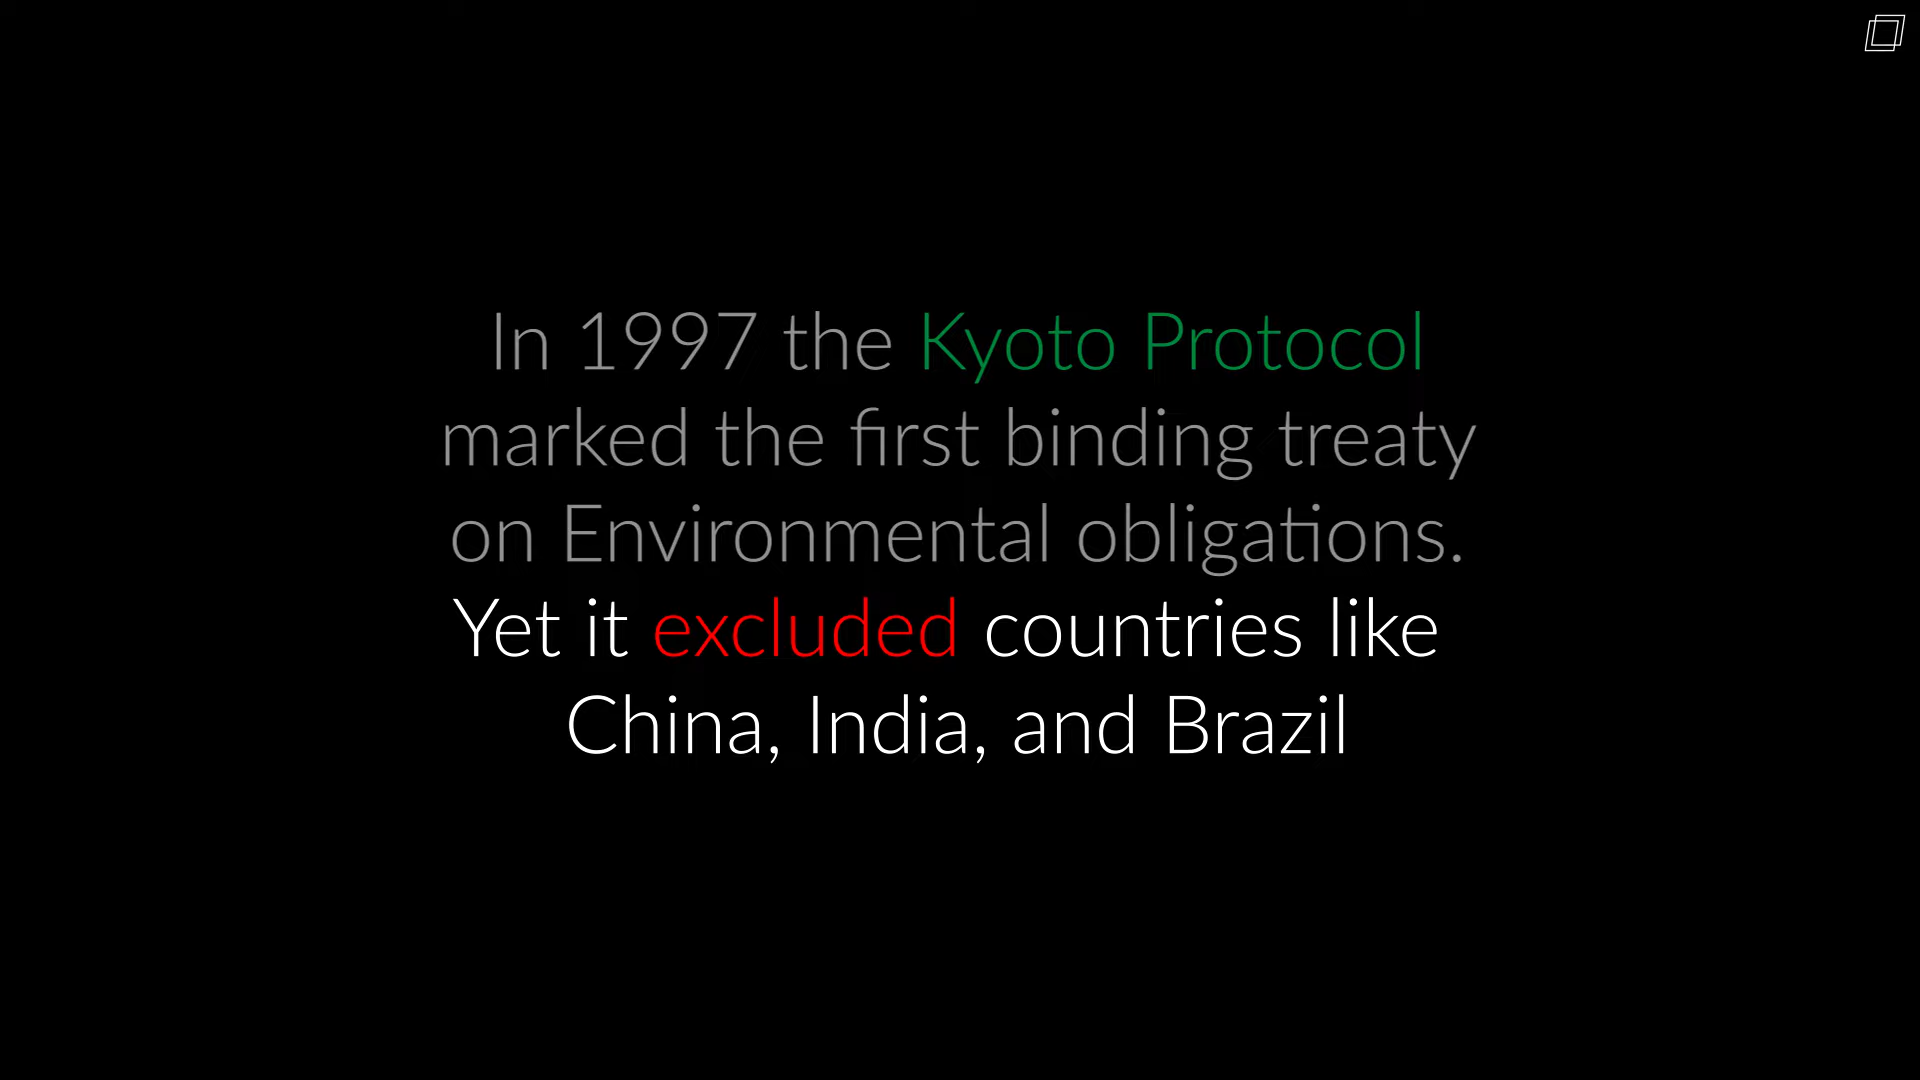 In 1997 the Kyoto Protocol
marked the first binding treaty
on Environmental obligations.
Yet it excluded countries like
China, India, and Brazil